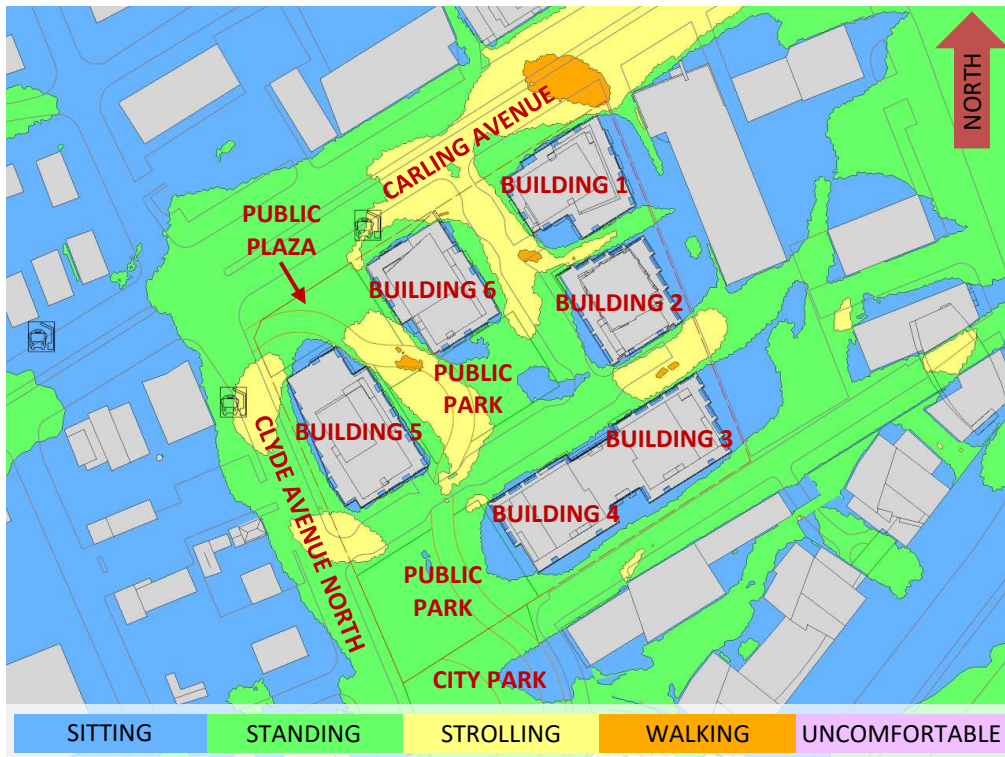 NORTH
CARLING AVENUE
BUILDING 1
PUBLIC
PLAZA
BUILDING 6
BUILDING 2
PUBLIC
PARK
BUILDING 5
CLYDE AVENUE NORTH
BUILDING 3
BUILDING 4
PUBLIC
PARK
CITY PARK
SITTING
STANDING
STROLLING
WALKING
UNCOMFORTABLE